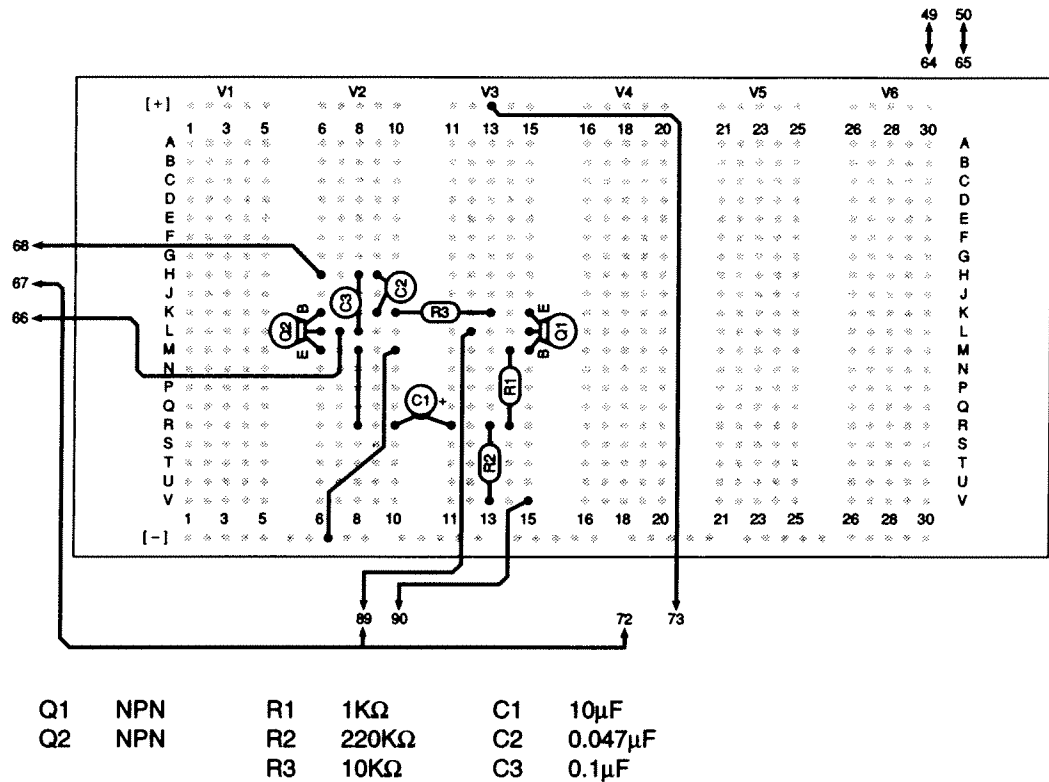 49 50
64 65
V1 V2 V3 V4 V5 V6
[+]
1 3 5 6 8 10 11 13 15 16 18 20 21 23 25 26 28 30
A A
B B
C C
D D
E E
F F
68 G G
H H
67 J C3 C2 J
66 K B R3 E K
L Q2 Q1 L
M E B M
N N
P R1 P
Q C1 + Q
R R
S S
T R2 T
U U
V V
1 3 5 6 8 10 11 13 15 16 18 20 21 23 25 26 28 30
[-]
89 90 72 73
Q1 NPN R1 1KΩ C1 10µF
Q2 NPN R2 220KΩ C2 0.047µF
R3 10KΩ C3 0.1µF